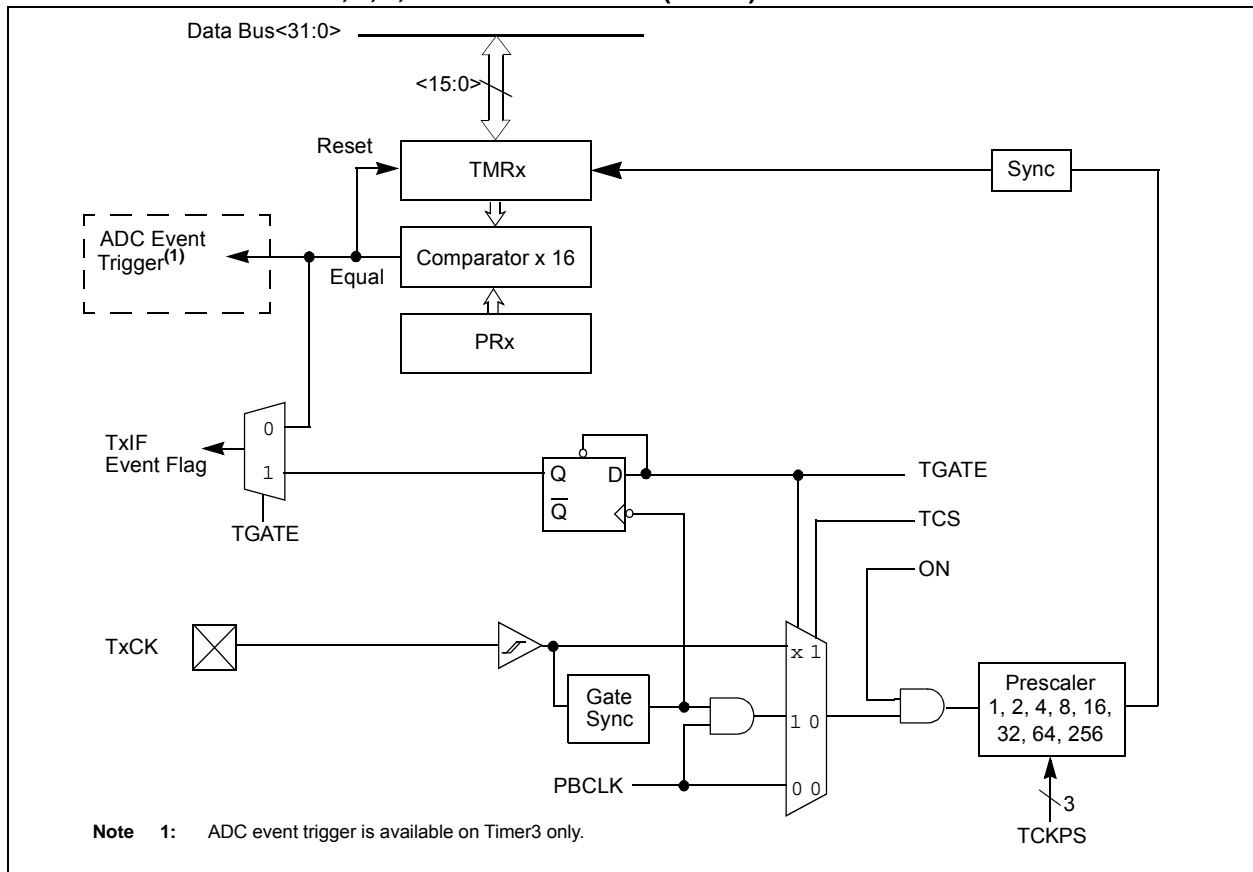 Data Bus<31:0>
<15:0>
Reset
TMRx
Sync
ADC Event
Trigger(1)
Equal
Comparator x 16
PRx
0
1
TxIF
Event Flag
TGATE
Q
D
Q
TGATE
TCS
ON
TxCK
x 1
Gate
Sync
1 0
Prescaler
1, 2, 4, 8, 16,
32, 64, 256
PBCLK
0 0
3
TCKPS
Note 1: ADC event trigger is available on Timer3 only.